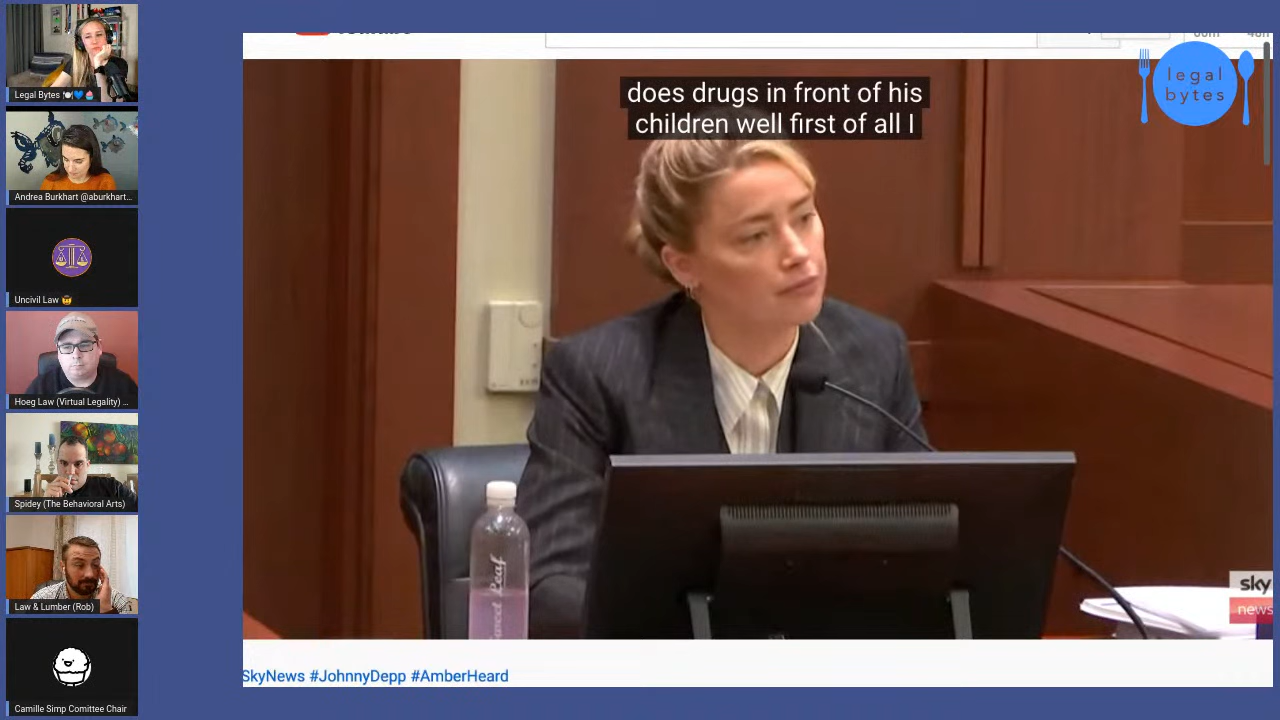 Legal Bytes
Andrea Burkhart @aburkhart...
Uncivil Law
Hoeg Law (Virtual Legality) ...
Spidey (The Behavioral Arts)
Law & Lumber (Rob)
Camille Simp Comittee Chair
does drugs in front of his
children well first of all I
legal
bytes
Leaf
sky
news
SkyNews #JohnnyDepp #AmberHeard